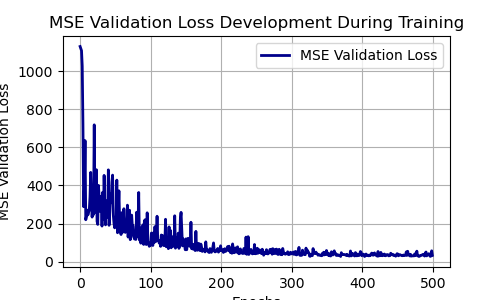 MSE Validation Loss Development During Training
MSE Validation Loss
MSE Validation Loss
1000
800
600
400
200
0
0 100 200 300 400 500
Epochs